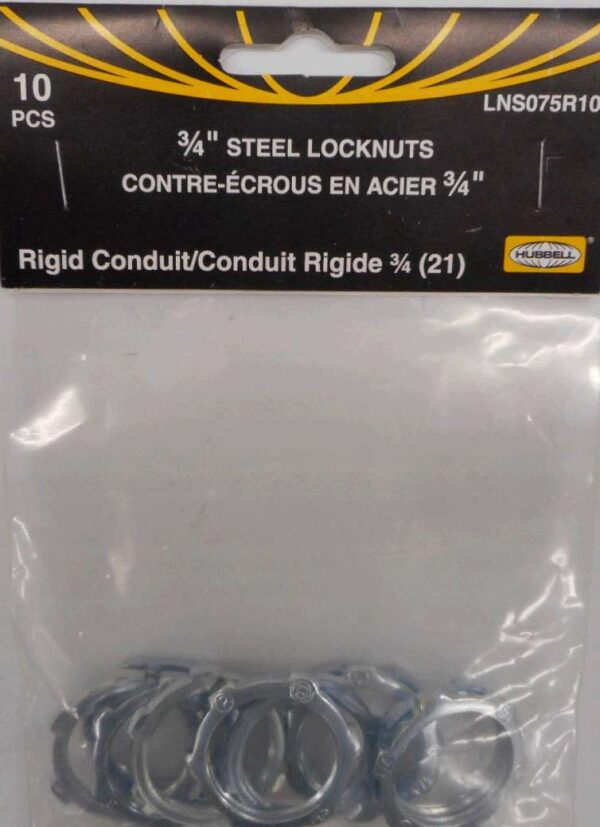 10
PCS
LNS075R10
¾" STEEL LOCKNUTS
CONTRE-ÉCROUS EN ACIER ¾"
Rigid Conduit/Conduit Rigide ¾ (21)
HUBBELL®